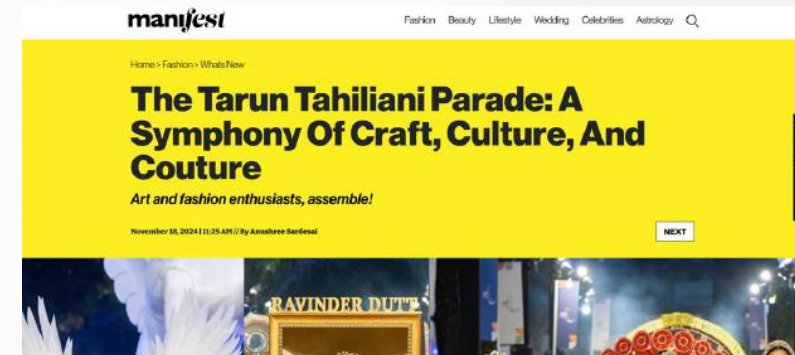 manifest
Fashion Beauty Lifestyle Wedding Celebrities Astrology
Home > Fashion > Whats New
The Tarun Tahiliani Parade: A
Symphony Of Craft, Culture, And
Couture
Art and fashion enthusiasts, assemble!
November 18, 2024 | 11:25 AM // By Anushree Sardesai
NEXT
RAVINDER DUTT